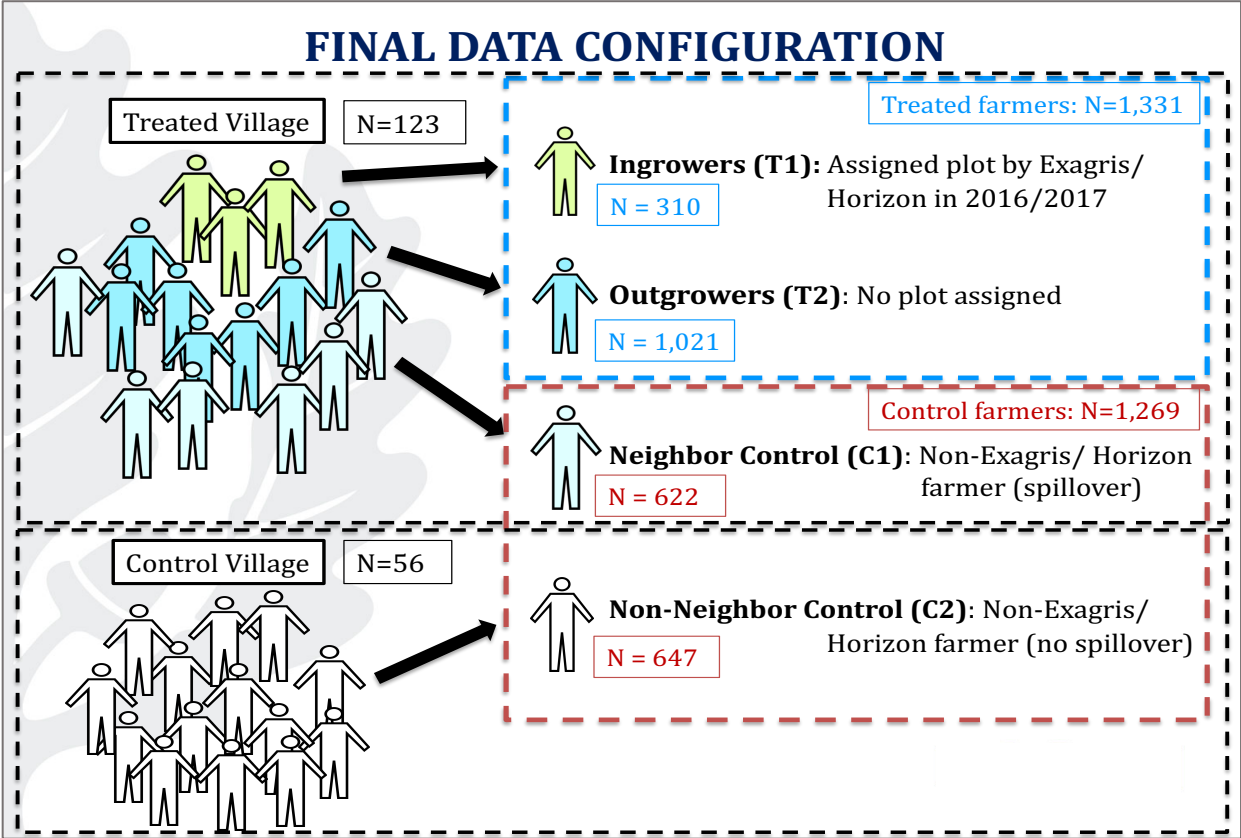 FINAL DATA CONFIGURATION
Treated Village
N=123
Treated farmers: N=1,331
Ingrowers (T1): Assigned plot by Exagris/
Horizon in 2016/2017
N = 310
Outgrowers (T2): No plot assigned
N = 1,021
Control farmers: N=1,269
Neighbor Control (C1): Non-Exagris/ Horizon
farmer (spillover)
N = 622
Control Village
N=56
Non-Neighbor Control (C2): Non-Exagris/
Horizon farmer (no spillover)
N = 647